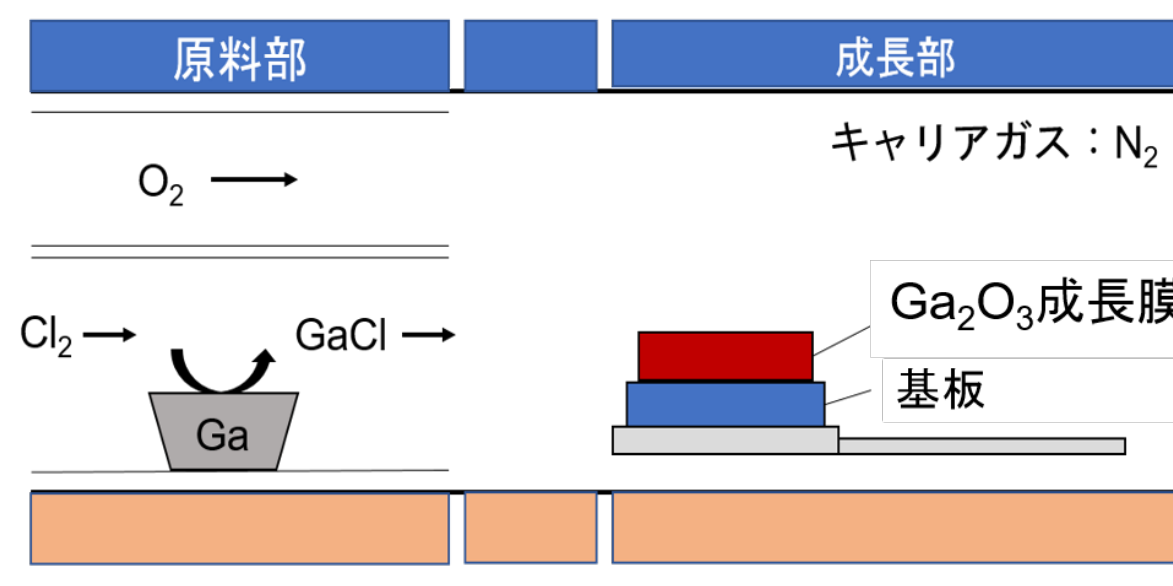 原料部
成長部
キャリアガス：N₂
O₂
Cl₂
GaCl
Ga
Ga₂O₃成長膜
基板